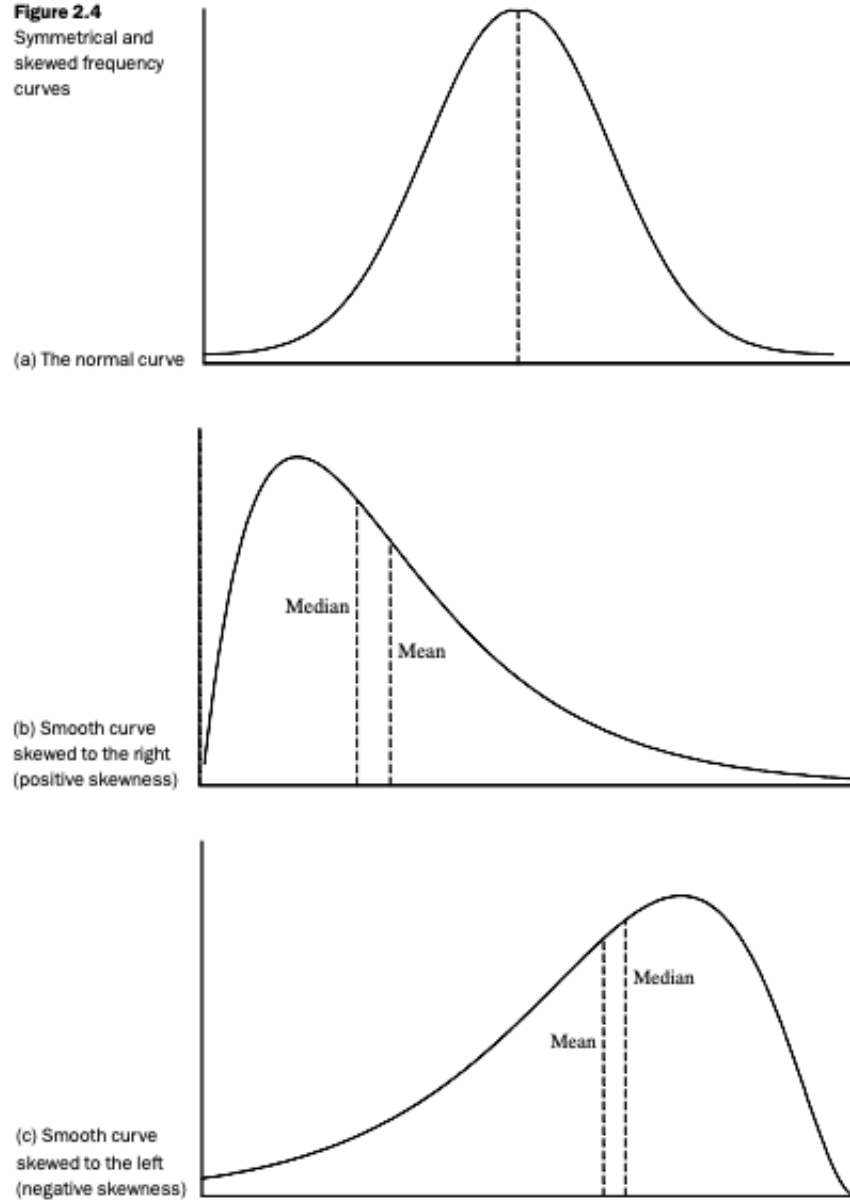 Figure 2.4
Symmetrical and
skewed frequency
curves
(a) The normal curve
Median
Mean
(b) Smooth curve
skewed to the right
(positive skewness)
Median
Mean
(c) Smooth curve
skewed to the left
(negative skewness)